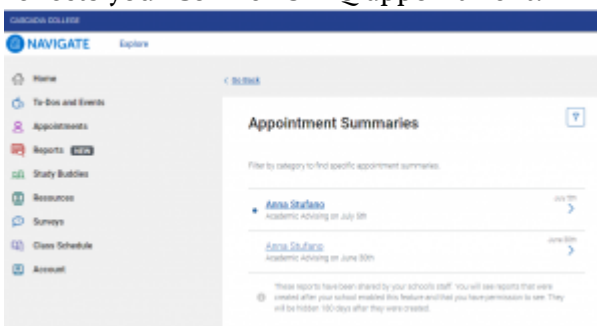 CASCADIA COLLEGE
NAVIGATE Explore
Home
< Go Back
To-Dos and Events
Appointments
Appointment Summaries
Reports NEW
Study Buddies
Filter by category to find specific appointment summaries.
Resources
Anna Stufano
July 5th
Academic Advising on July 5th
Surveys
Class Schedule
Anna Stufano
June 30th
Academic Advising on June 30th
Account
These reports have been shared by your school's staff. You will see reports that were
created after your school enabled this feature and that you have permission to see. They
will be hidden 180 days after they were created.